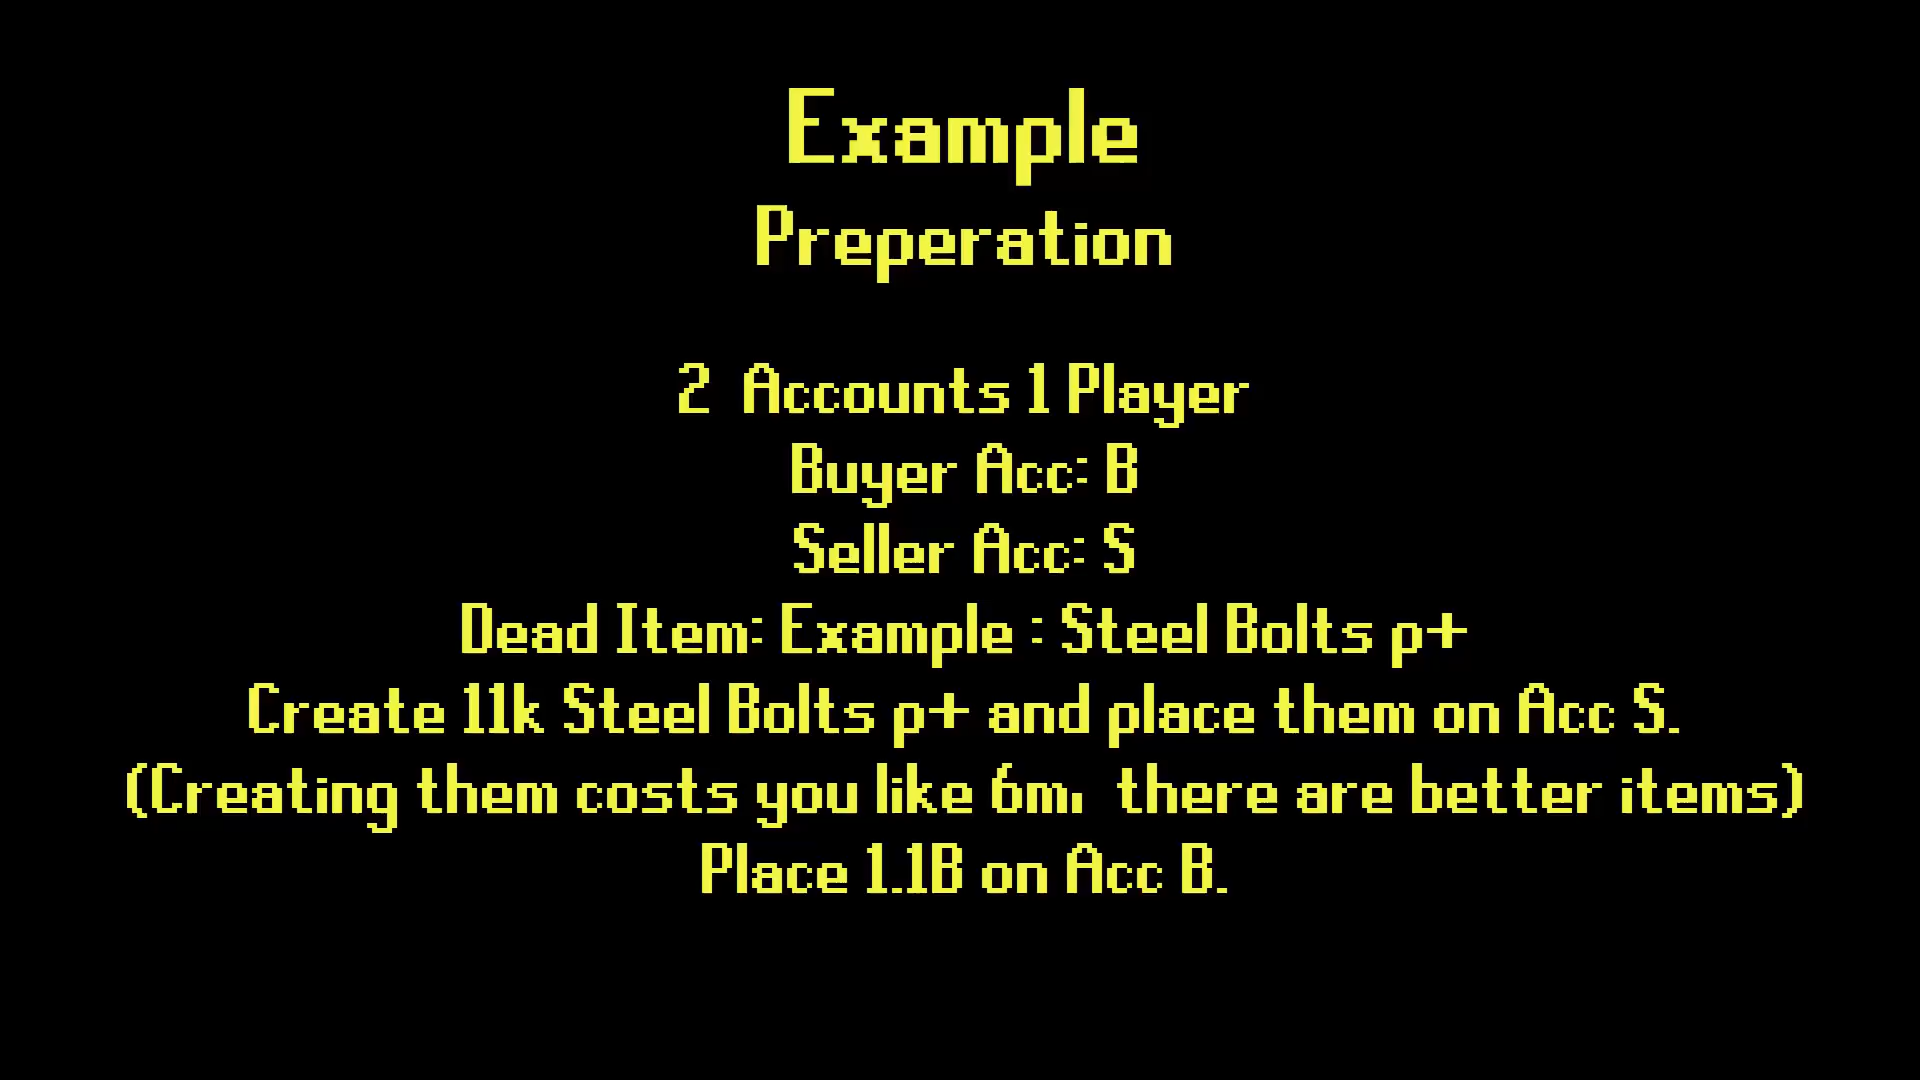 Example
Preperation
2 Accounts 1 Player
Buyer Acc: B
Seller Acc: S
Dead Item: Example : Steel Bolts p+
Create 11k Steel Bolts p+ and place them on Acc S.
(Creating them costs you like 6m, there are better items)
Place 1.1B on Acc B.